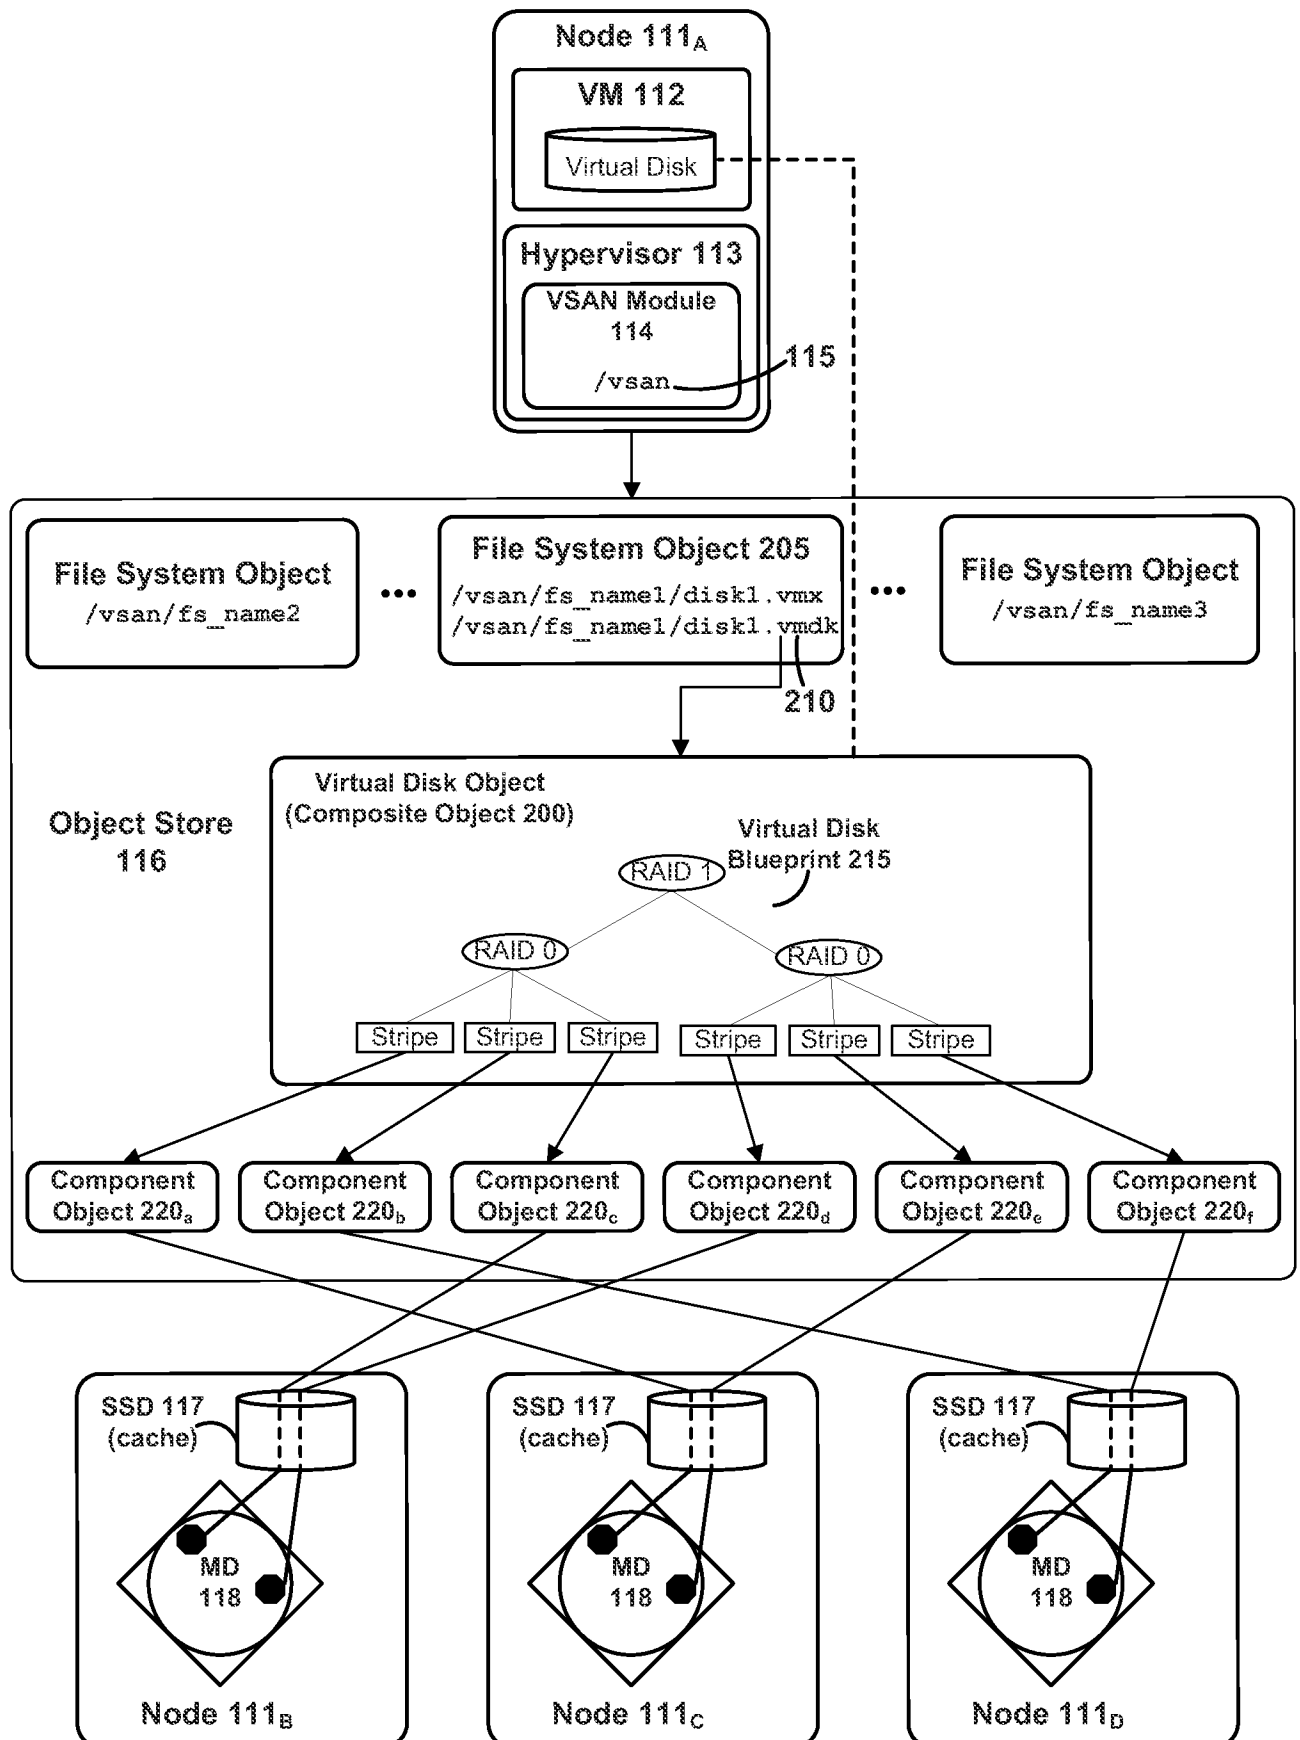 Node 111A
VM 112
Virtual Disk
Hypervisor 113
VSAN Module
114
115
/vsan
File System Object
/vsan/fs_name2
...
File System Object 205
/vsan/fs_name1/disk1.vmx
/vsan/fs_name1/disk1.vmdk
...
File System Object
/vsan/fs_name3
210
Object Store
116
Virtual Disk Object
(Composite Object 200)
Virtual Disk
Blueprint 215
RAID 1
RAID 0
RAID 0
Stripe
Stripe
Stripe
Stripe
Stripe
Stripe
Component
Object 220a
Component
Object 220b
Component
Object 220c
Component
Object 220d
Component
Object 220e
Component
Object 220f
SSD 117
(cache)
MD
118
Node 111B
SSD 117
(cache)
MD
118
Node 111C
SSD 117
(cache)
MD
118
Node 111D